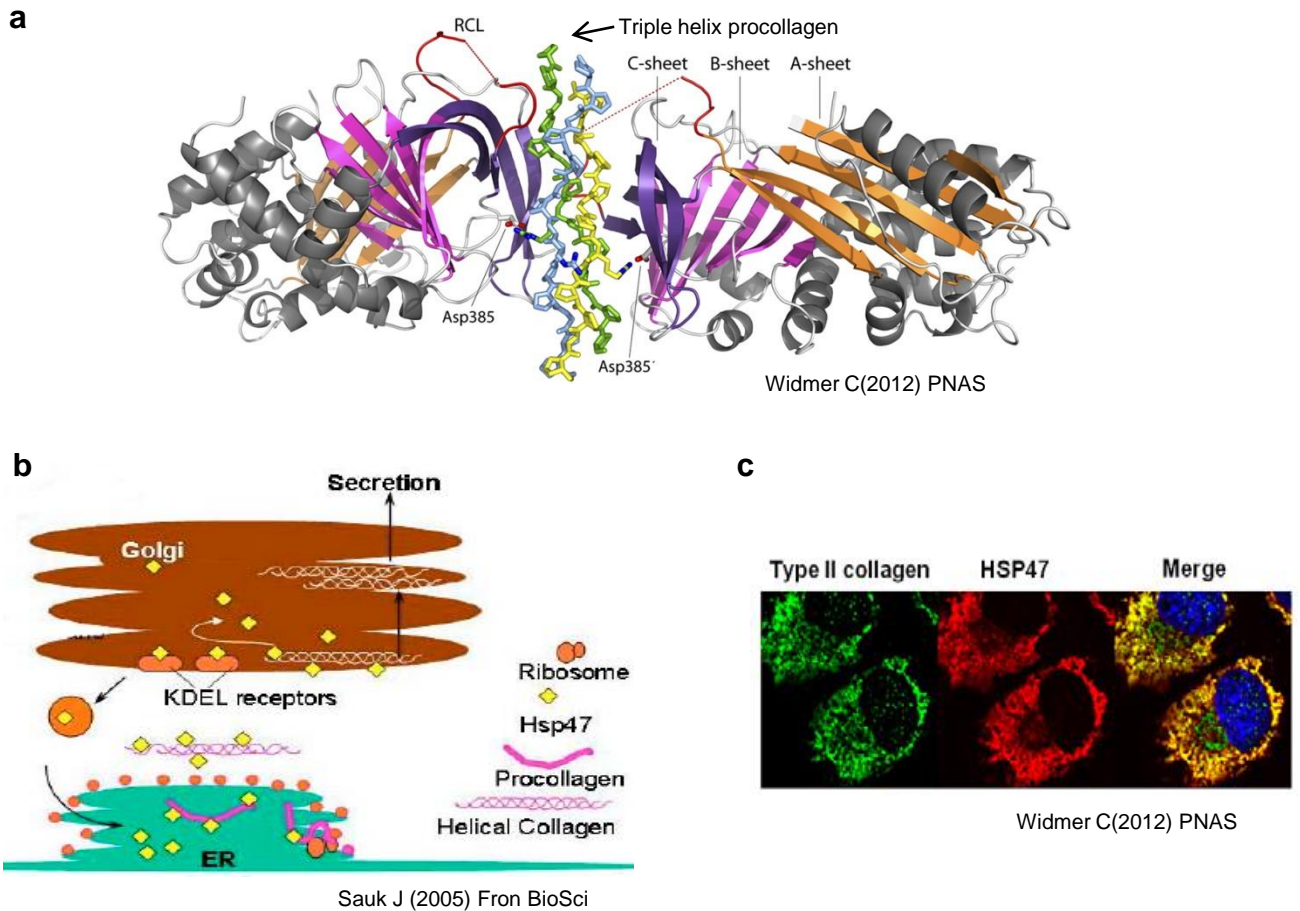 a
Triple helix procollagen
RCL
C-sheet B-sheet A-sheet
Asp385
Asp385´
Widmer C(2012) PNAS
b
Secretion
Golgi
KDEL receptors
Ribosome
Hsp47
Procollagen
Helical Collagen
ER
Sauk J (2005) Fron BioSci
c
Type II collagen HSP47 Merge
Widmer C(2012) PNAS